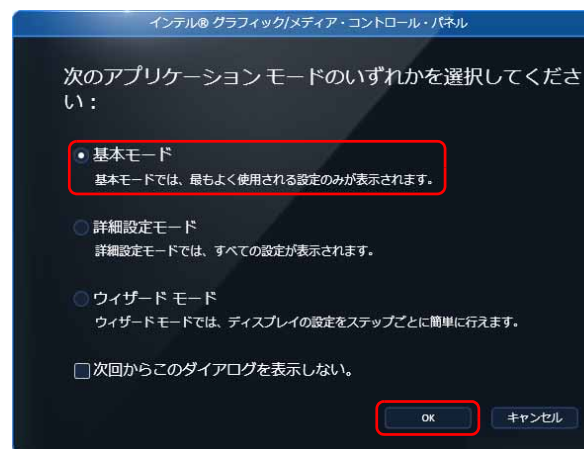 インテル® グラフィック/メディア・コントロール・パネル
次のアプリケーション モードのいずれかを選択してくださ
い：
基本モード
基本モードでは、最もよく使用される設定のみが表示されます。
詳細設定モード
詳細設定モードでは、すべての設定が表示されます。
ウィザード モード
ウィザード モードでは、ディスプレイの設定をステップごとに簡単に行えます。
次回からこのダイアログを表示しない。
OK
キャンセル